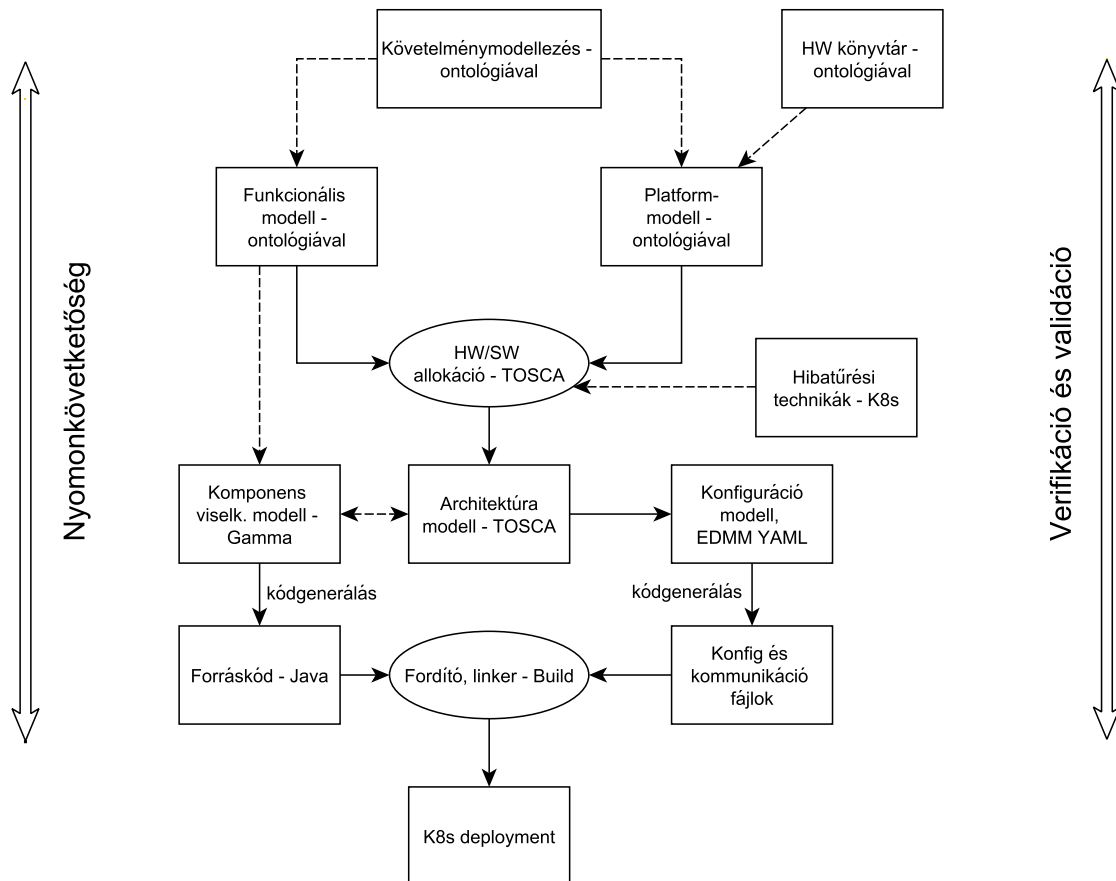 Követelménymodellezés -
ontológiával
HW könyvtár -
ontológiával
Funkcionális
modell -
ontológiával
Platform-
modell -
ontológiával
Nyomonkövetketőség
Verifikáció és validáció
HW/SW
allokáció - TOSCA
Hibatűrési
technikák - K8s
Komponens
viselk. modell -
Gamma
Architektúra
modell - TOSCA
Konfiguráció
modell,
EDMM YAML
kódgenerálás
kódgenerálás
Forráskód - Java
Fordító, linker - Build
Konfig és
kommunikáció
fájlok
K8s deployment